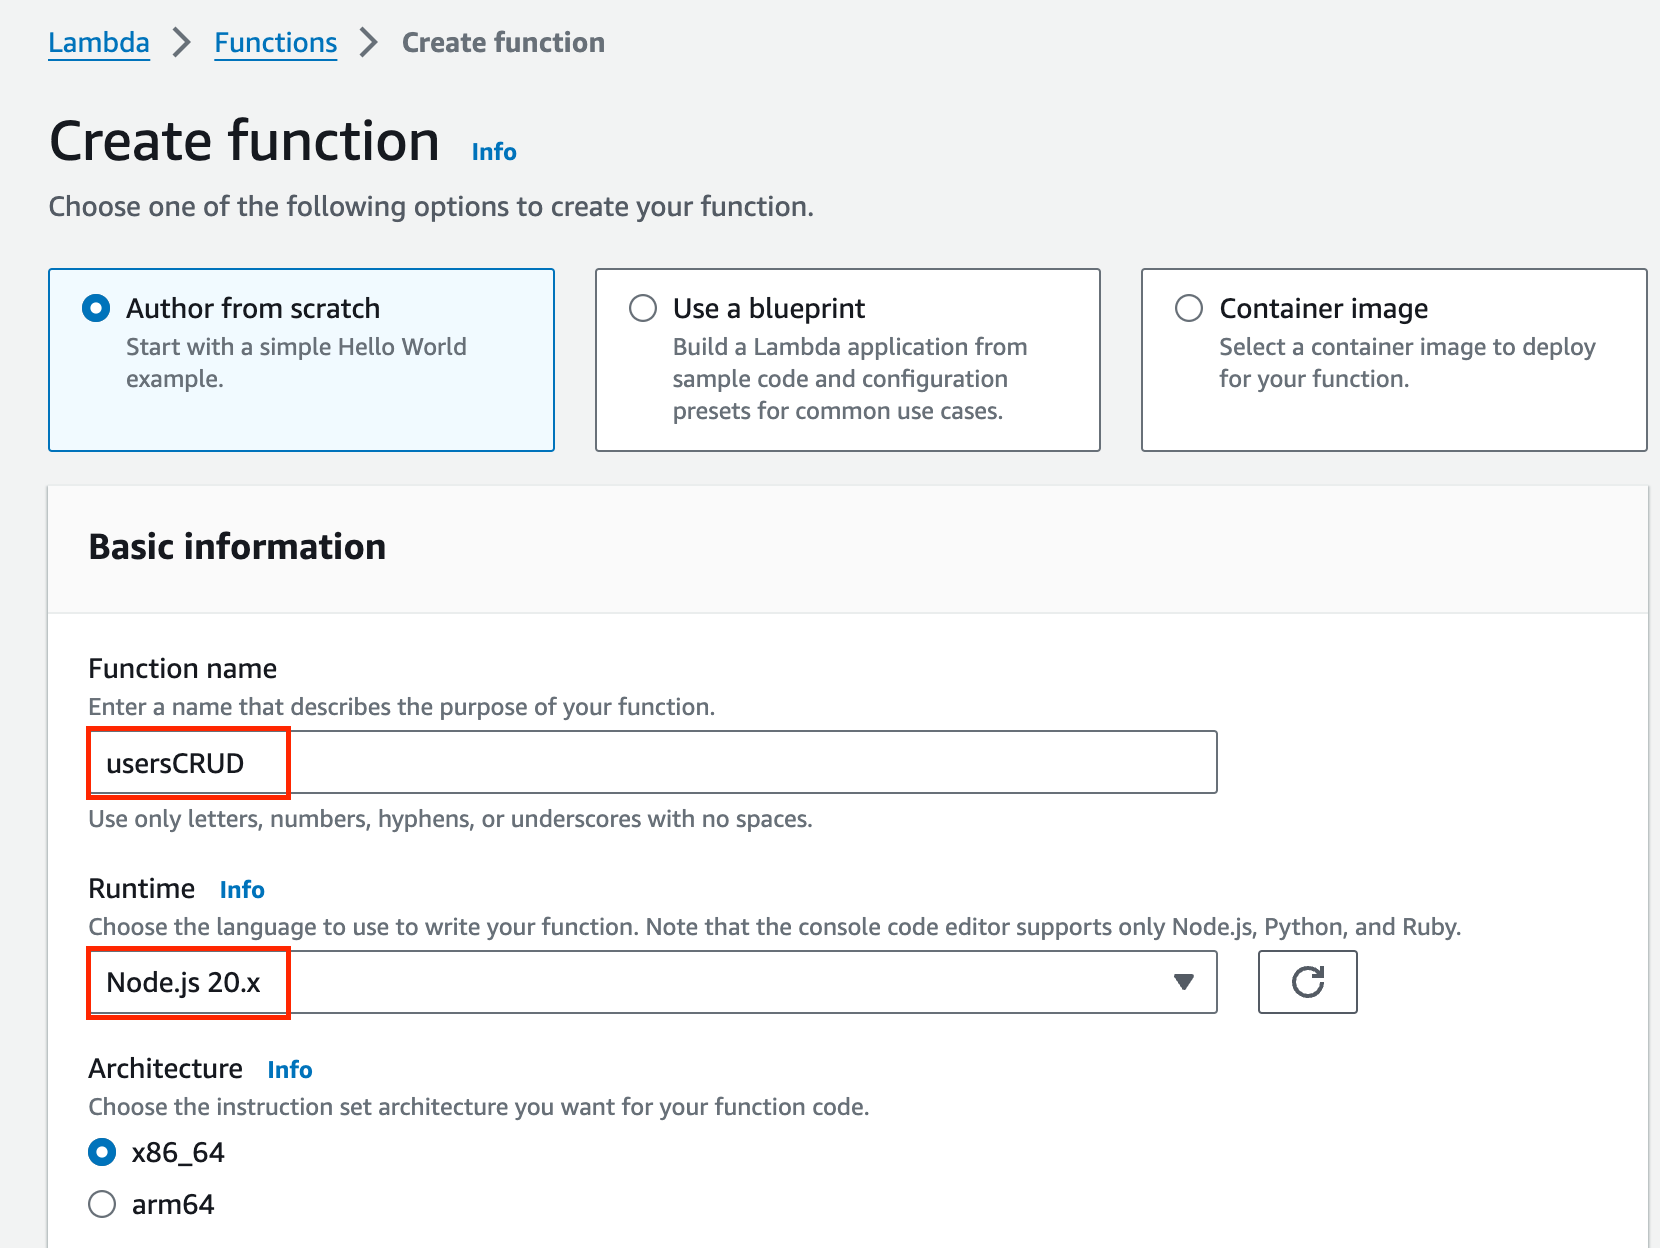 Lambda > Functions > Create function
Create function Info
Choose one of the following options to create your function.
Author from scratch
Start with a simple Hello World
example.
Use a blueprint
Build a Lambda application from
sample code and configuration
presets for common use cases.
Container image
Select a container image to deploy
for your function.
Basic information
Function name
Enter a name that describes the purpose of your function.
usersCRUD
Use only letters, numbers, hyphens, or underscores with no spaces.
Runtime Info
Choose the language to use to write your function. Note that the console code editor supports only Node.js, Python, and Ruby.
Node.js 20.x
Architecture Info
Choose the instruction set architecture you want for your function code.
x86_64
arm64